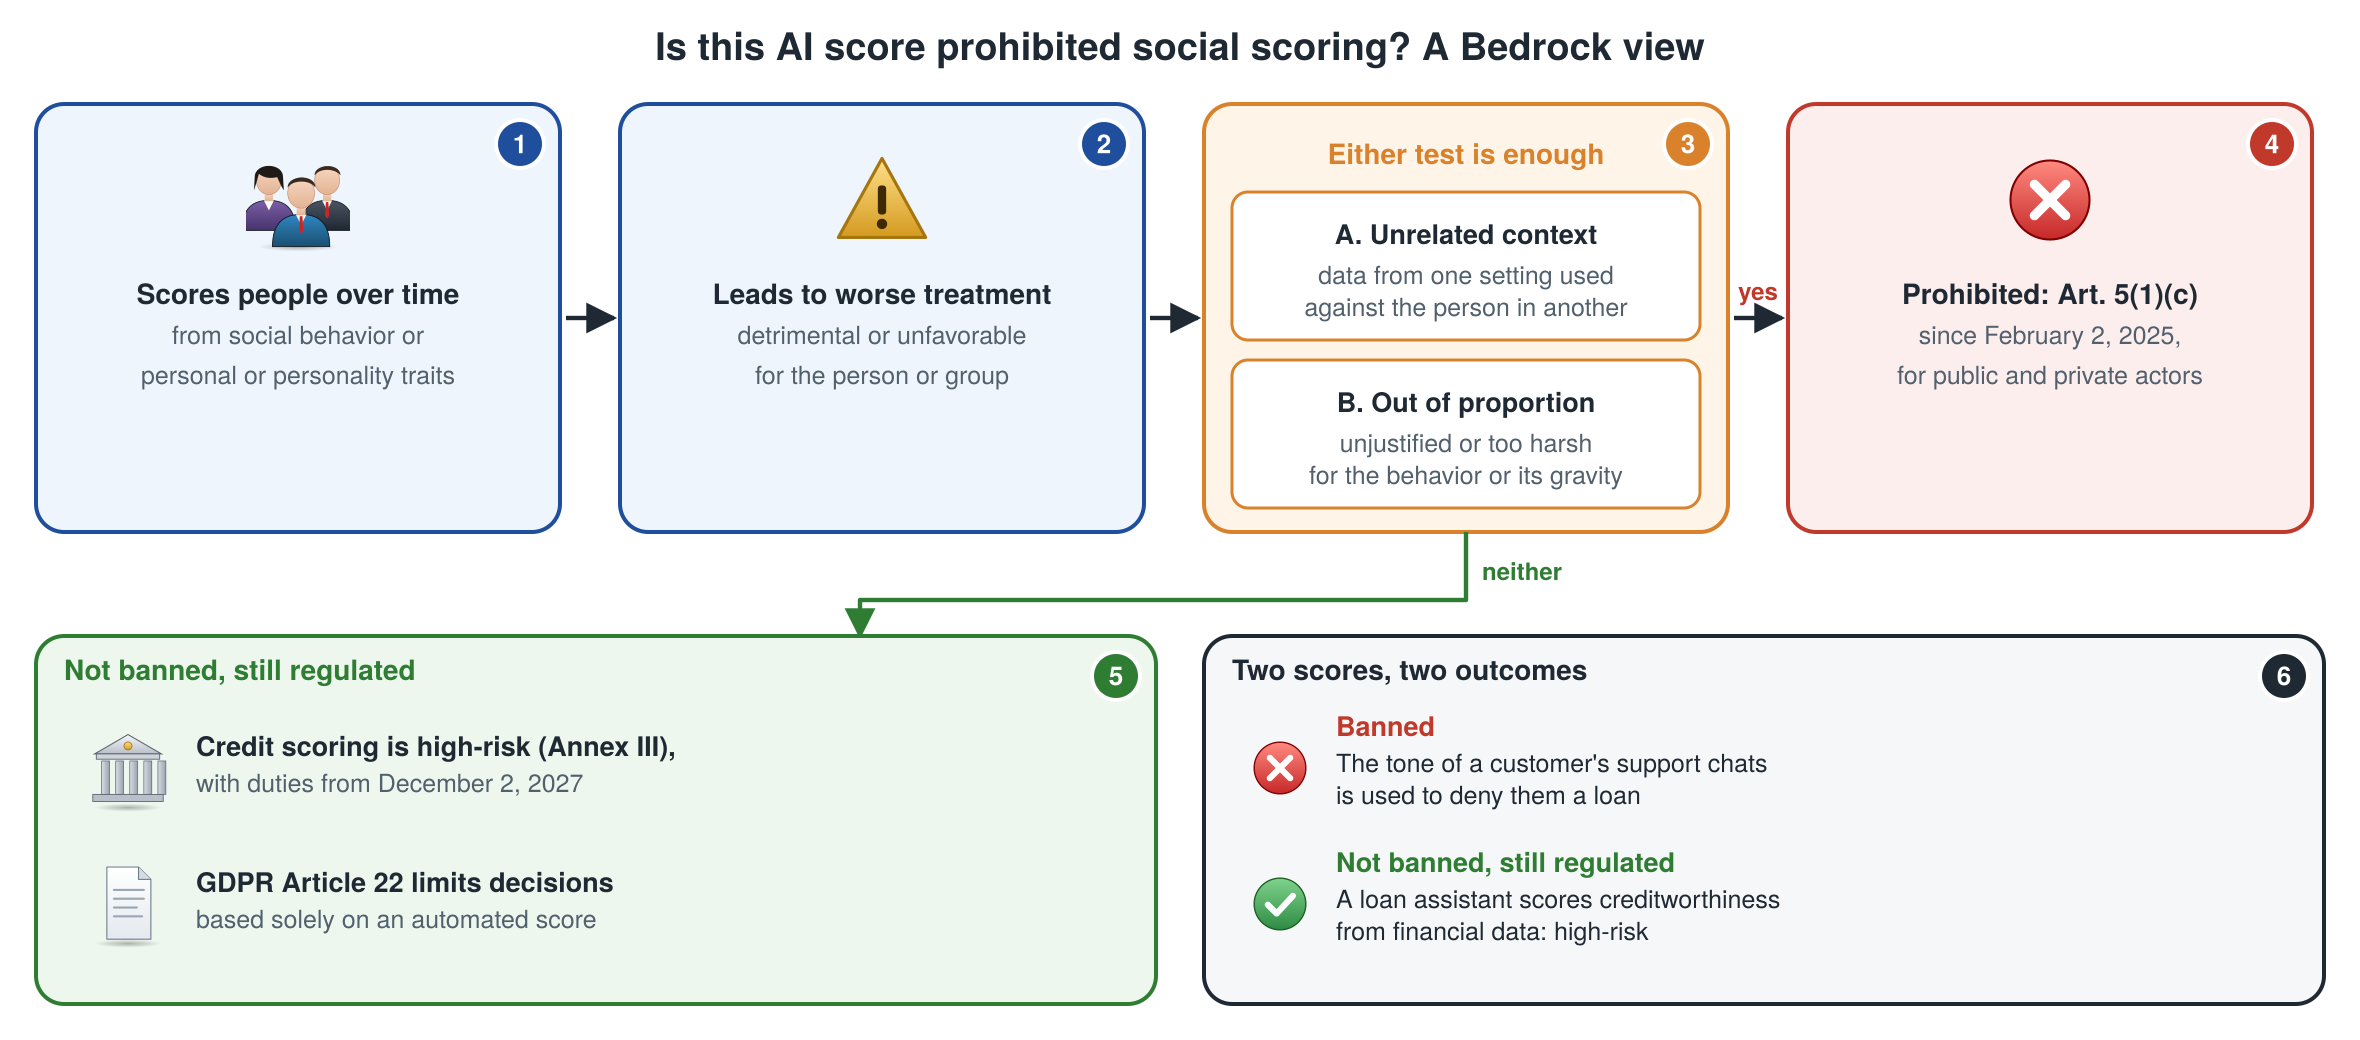 Is this AI score prohibited social scoring? A Bedrock view
1
Scores people over time
from social behavior or
personal or personality traits
2
Leads to worse treatment
detrimental or unfavorable
for the person or group
3
Either test is enough
A. Unrelated context
data from one setting used
against the person in another
B. Out of proportion
unjustified or too harsh
for the behavior or its gravity
yes
4
Prohibited: Art. 5(1)(c)
since February 2, 2025,
for public and private actors
neither
Not banned, still regulated
5
Credit scoring is high-risk (Annex III),
with duties from December 2, 2027
GDPR Article 22 limits decisions
based solely on an automated score
Two scores, two outcomes
6
Banned
The tone of a customer's support chats
is used to deny them a loan
Not banned, still regulated
A loan assistant scores creditworthiness
from financial data: high-risk